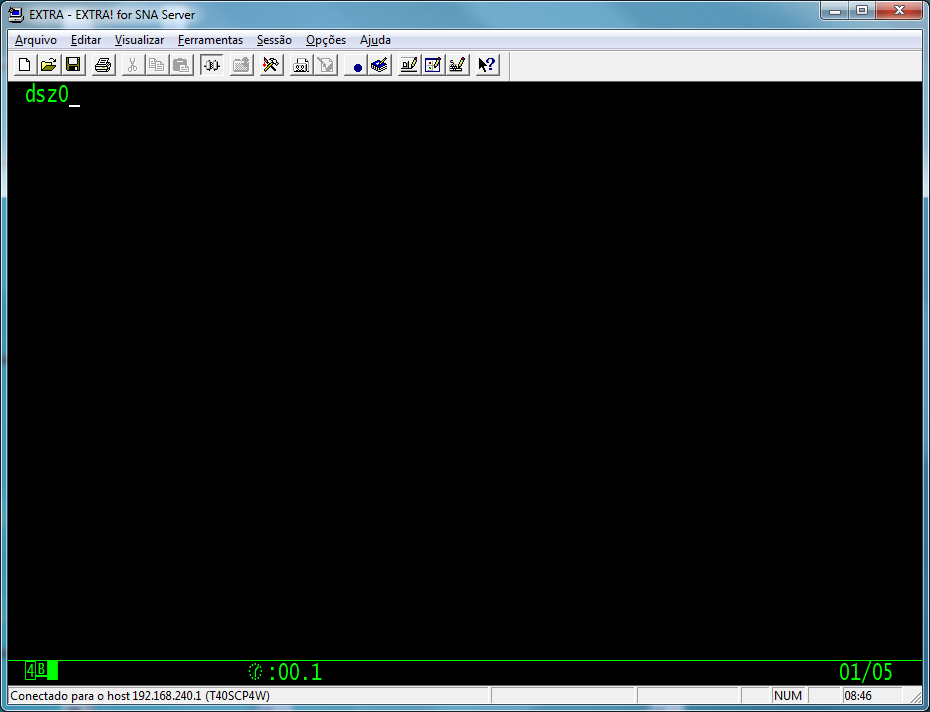 EXTRA - EXTRA! for SNA Server
Arquivo Editar Visualizar Ferramentas Sessão Opções Ajuda
dsz0_
4B :00.1 01/05
Conectado para o host 192.168.240.1 (T40SCP4W) NUM 08:46